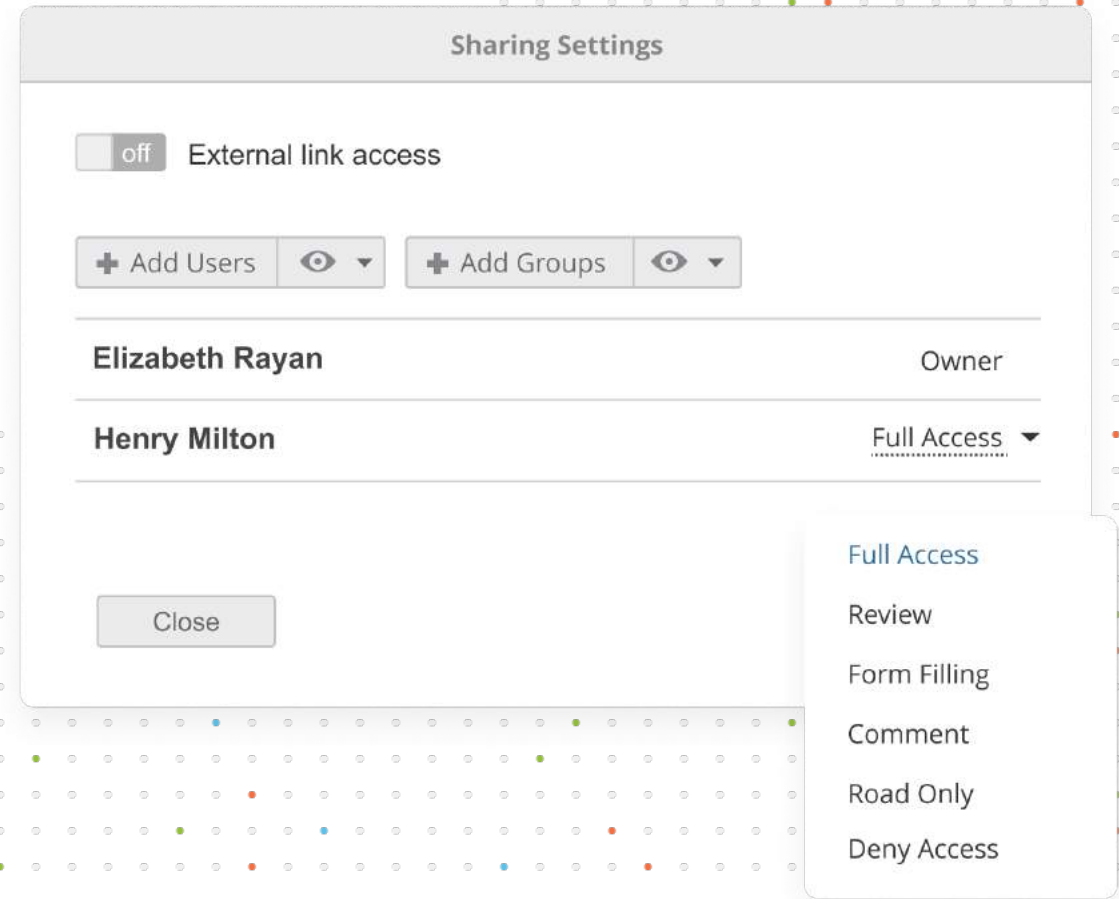 Sharing Settings
off External link access
Add Users Add Groups
Elizabeth Rayan Owner
Henry Milton Full Access
Full Access
Review
Form Filling
Comment
Road Only
Deny Access
Close